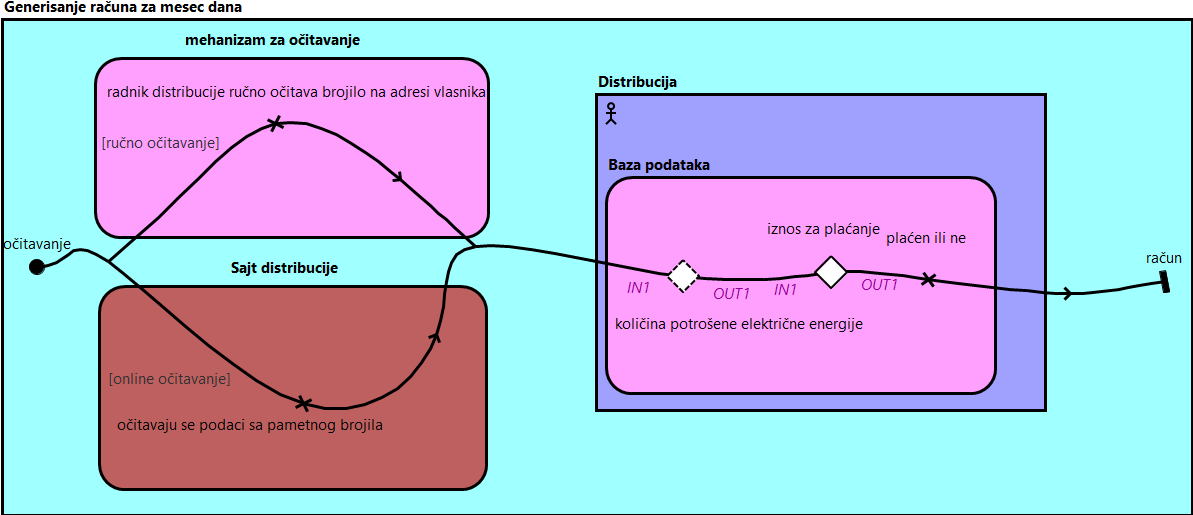 Generisanje računa za mesec dana
mehanizam za očitavanje
radnik distribucije ručno očitava brojilo na adresi vlasnika
[ručno očitavanje]
očitavanje
Sajt distribucije
[online očitavanje]
očitavaju se podaci sa pametnog brojila
Distribucija
Baza podataka
iznos za plaćanje
plaćen ili ne
IN1
OUT1
IN1
OUT1
količina potrošene električne energije
račun